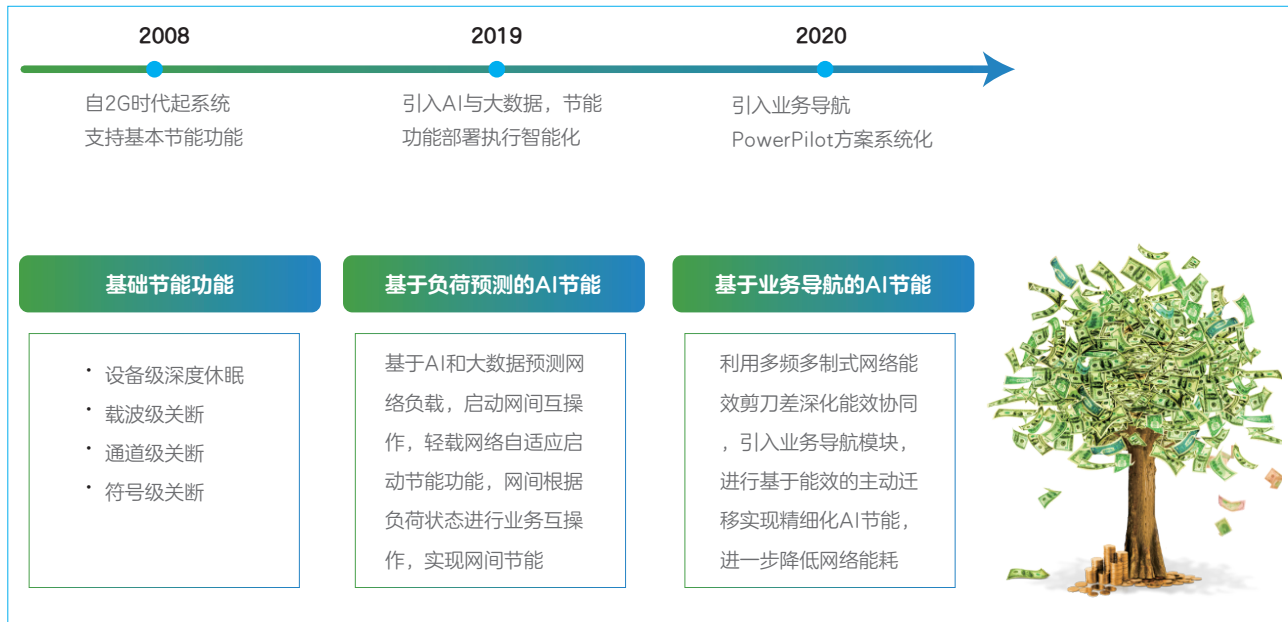 2008
2019
2020
自2G时代起系统
支持基本节能功能
引入AI与大数据，节能
功能部署执行智能化
引入业务导航
PowerPilot方案系统化
基础节能功能
· 设备级深度休眠
· 载波级关断
· 通道级关断
· 符号级关断
基于负荷预测的AI节能
基于AI和大数据预测网
络负载，启动网间互操
作，轻载网络自适应启
动节能功能，网间根据
负荷状态进行业务互操
作，实现网间节能
基于业务导航的AI节能
利用多频多制式网络能
效剪刀差深化能效协同
，引入业务导航模块，
进行基于能效的主动迁
移实现精细化AI节能，
进一步降低网络能耗